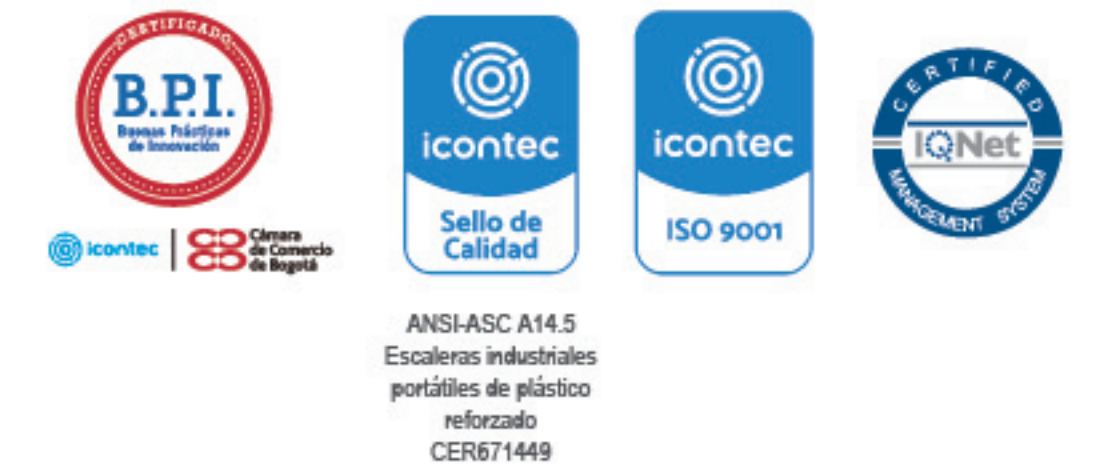 CERTIFICADO
B.P.I.
Buenas Prácticas
de Innovación
icontec
Cámara
de Comercio
de Bogotá
icontec
Sello de
Calidad
ANSI-ASC A14.5
Escaleras industriales
portátiles de plástico
reforzado
CER671449
icontec
ISO 9001
CERTIFIED
IQNet
MANAGEMENT SYSTEM